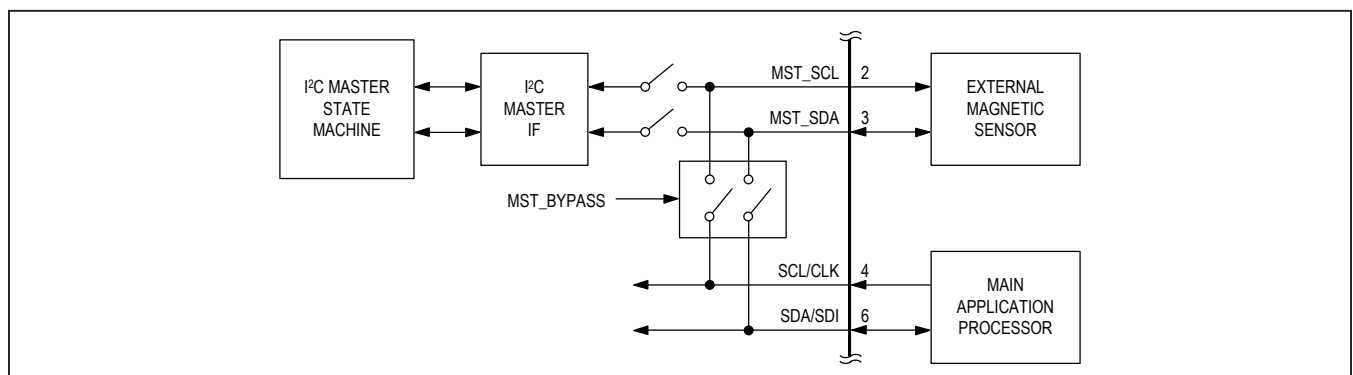 I²C MASTER
STATE
MACHINE
I²C
MASTER
IF
MST_SCL 2
MST_SDA 3
EXTERNAL
MAGNETIC
SENSOR
MST_BYPASS
SCL/CLK 4
SDA/SDI 6
MAIN
APPLICATION
PROCESSOR